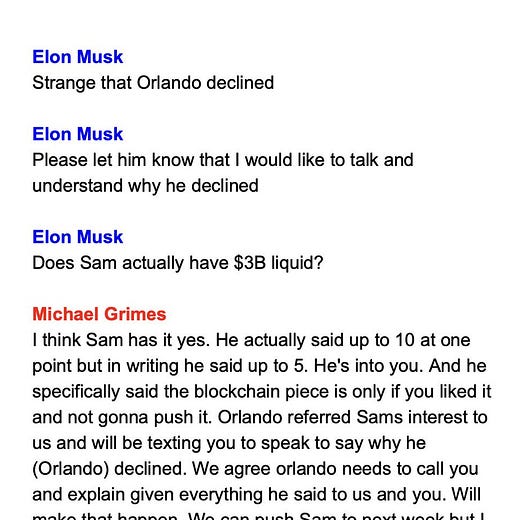 Elon Musk
Strange that Orlando declined
Elon Musk
Please let him know that I would like to talk and
understand why he declined
Elon Musk
Does Sam actually have $3B liquid?
Michael Grimes
I think Sam has it yes. He actually said up to 10 at one
point but in writing he said up to 5. He's into you. And he
specifically said the blockchain piece is only if you liked it
and not gonna push it. Orlando referred Sams interest to
us and will be texting you to speak to say why he
(Orlando) declined. We agree orlando needs to call you
and explain given everything he said to us and you. Will
make that happen. We can push Sam to next week but I